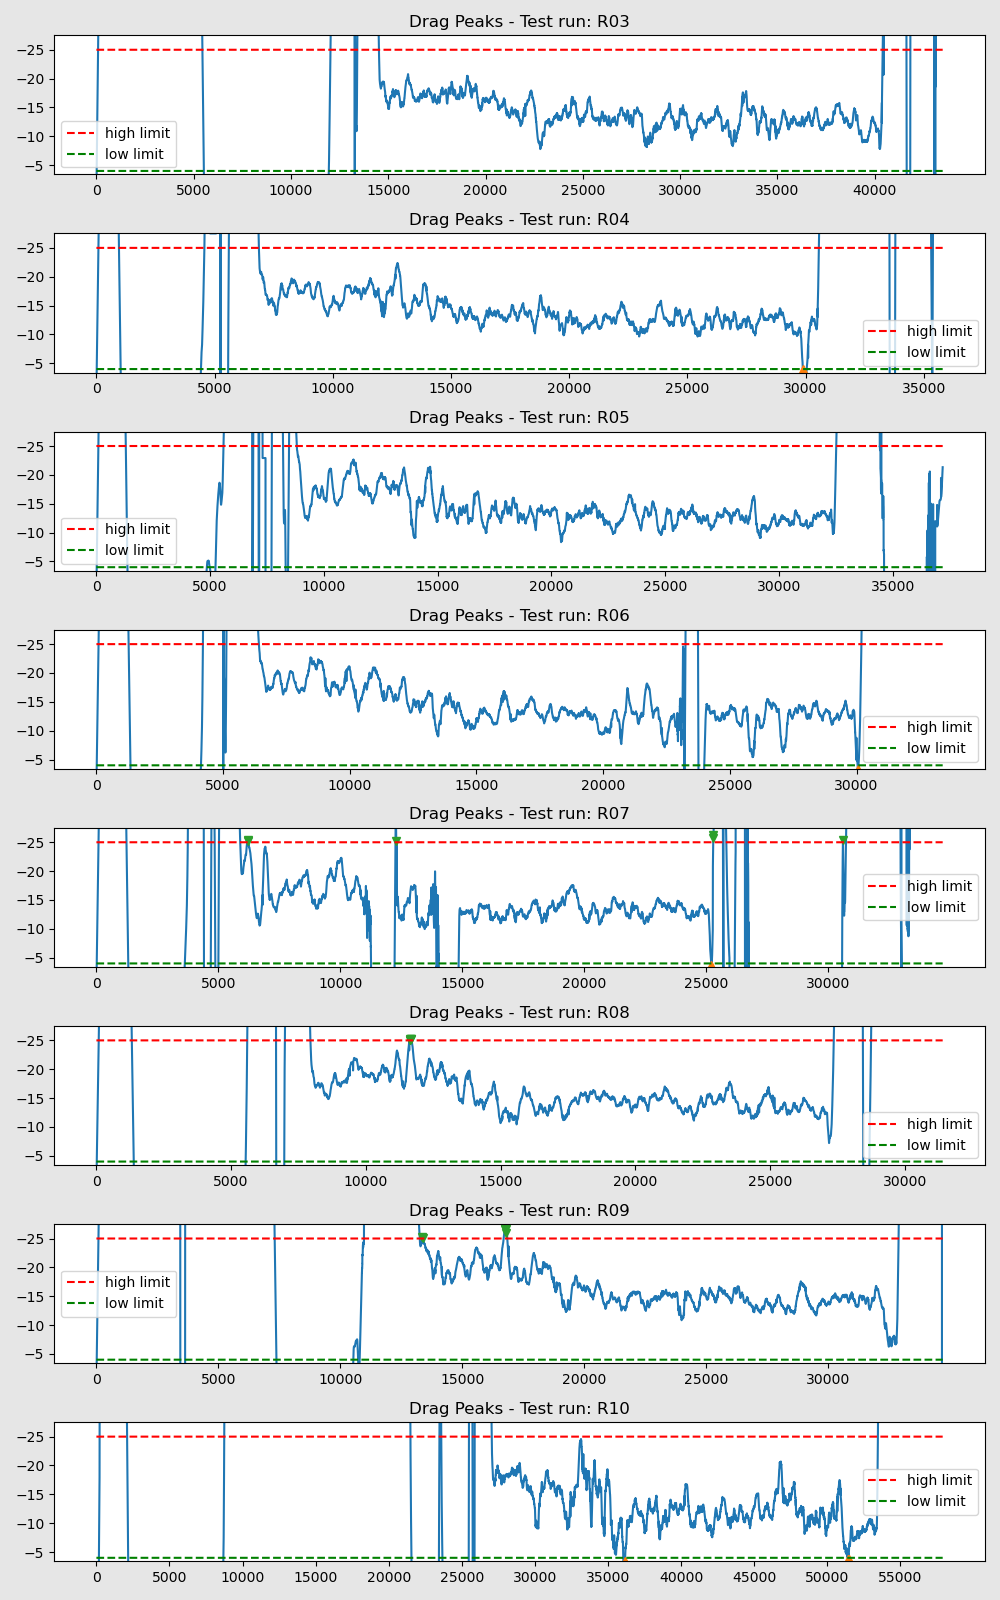 Drag Peaks - Test run: R03
−25
−20
−15
−10
−5
high limit
low limit
0 5000 10000 15000 20000 25000 30000 35000 40000
Drag Peaks - Test run: R04
−25
−20
−15
−10
−5
high limit
low limit
0 5000 10000 15000 20000 25000 30000 35000
Drag Peaks - Test run: R05
−25
−20
−15
−10
−5
high limit
low limit
0 5000 10000 15000 20000 25000 30000 35000
Drag Peaks - Test run: R06
−25
−20
−15
−10
−5
high limit
low limit
0 5000 10000 15000 20000 25000 30000
Drag Peaks - Test run: R07
−25
−20
−15
−10
−5
high limit
low limit
0 5000 10000 15000 20000 25000 30000
Drag Peaks - Test run: R08
−25
−20
−15
−10
−5
high limit
low limit
0 5000 10000 15000 20000 25000 30000
Drag Peaks - Test run: R09
−25
−20
−15
−10
−5
high limit
low limit
0 5000 10000 15000 20000 25000 30000
Drag Peaks - Test run: R10
−25
−20
−15
−10
−5
high limit
low limit
0 5000 10000 15000 20000 25000 30000 35000 40000 45000 50000 55000